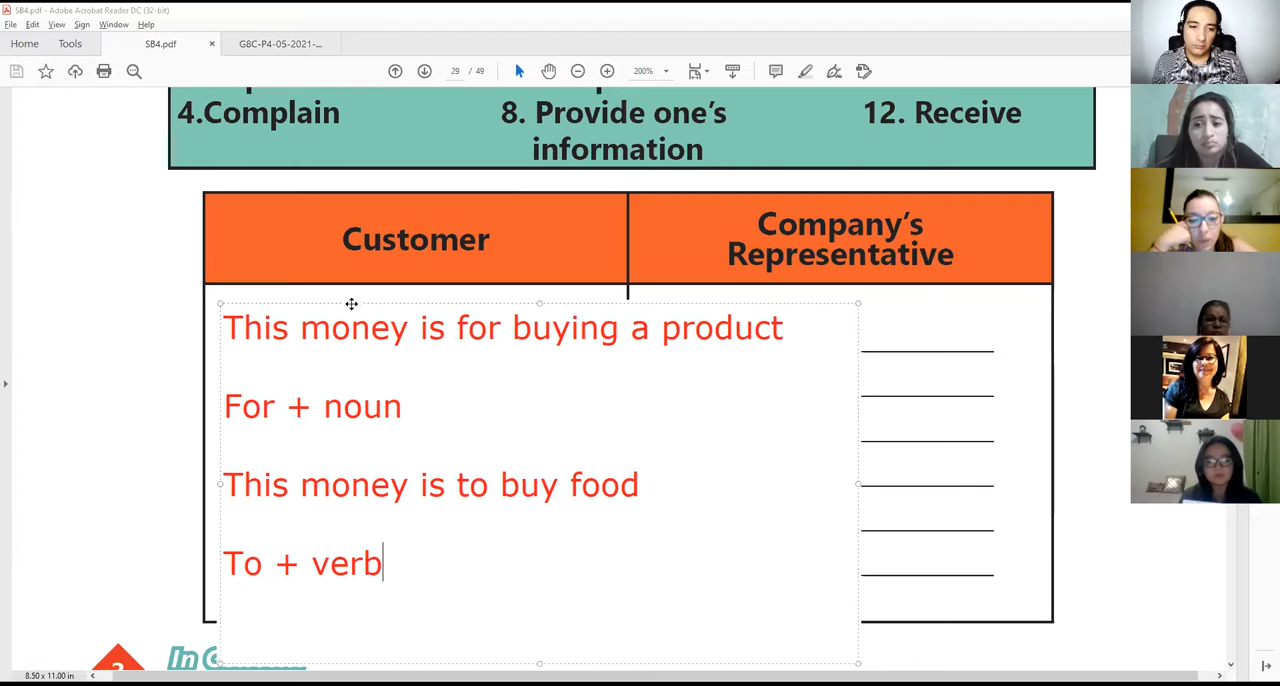 SB4.pdf - Adobe Acrobat Reader DC (32-bit)
File Edit View Sign Window Help
Home Tools SB4.pdf × G8C-P4-05-2021-...
29 / 49 200%
4.Complain 8. Provide one's information 12. Receive
Customer Company's Representative
This money is for buying a product
For + noun
This money is to buy food
To + verb
8.50 x 11.00 in